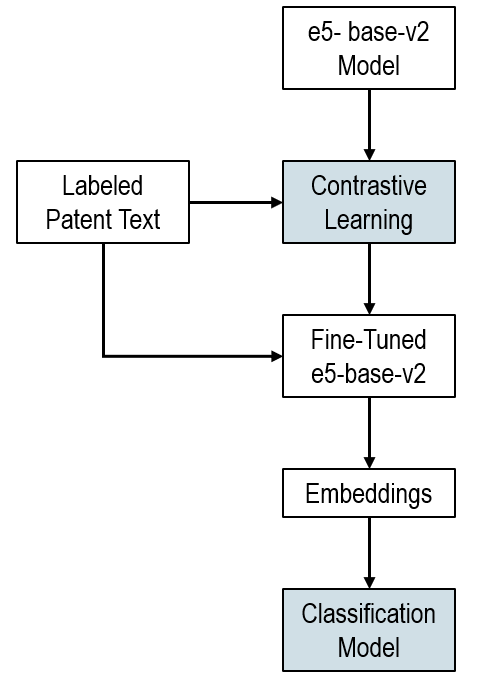 e5- base-v2
Model
Labeled
Patent Text
Contrastive
Learning
Fine-Tuned
e5-base-v2
Embeddings
Classification
Model